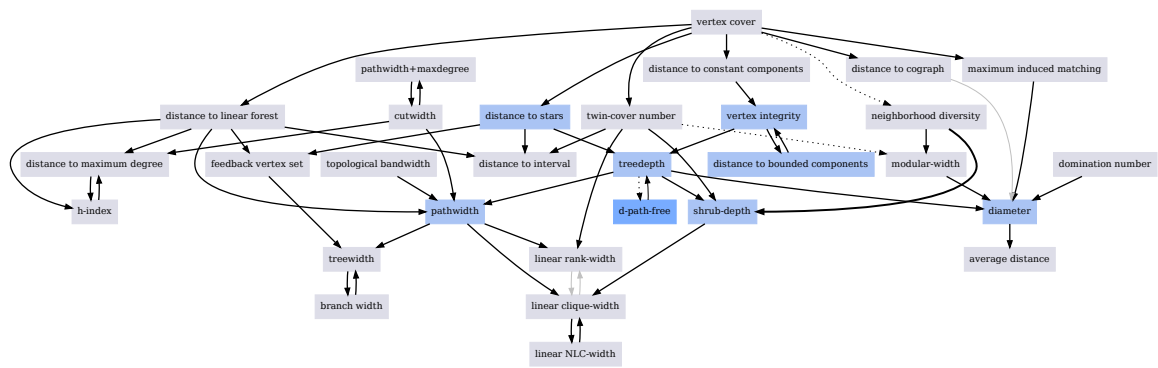 vertex cover
pathwidth+maxdegree
distance to constant components
distance to cograph
maximum induced matching
distance to linear forest
cutwidth
distance to stars
twin-cover number
vertex integrity
neighborhood diversity
distance to maximum degree
feedback vertex set
topological bandwidth
distance to interval
treedepth
distance to bounded components
modular-width
domination number
h-index
pathwidth
d-path-free
shrub-depth
diameter
treewidth
linear rank-width
average distance
branch width
linear clique-width
linear NLC-width